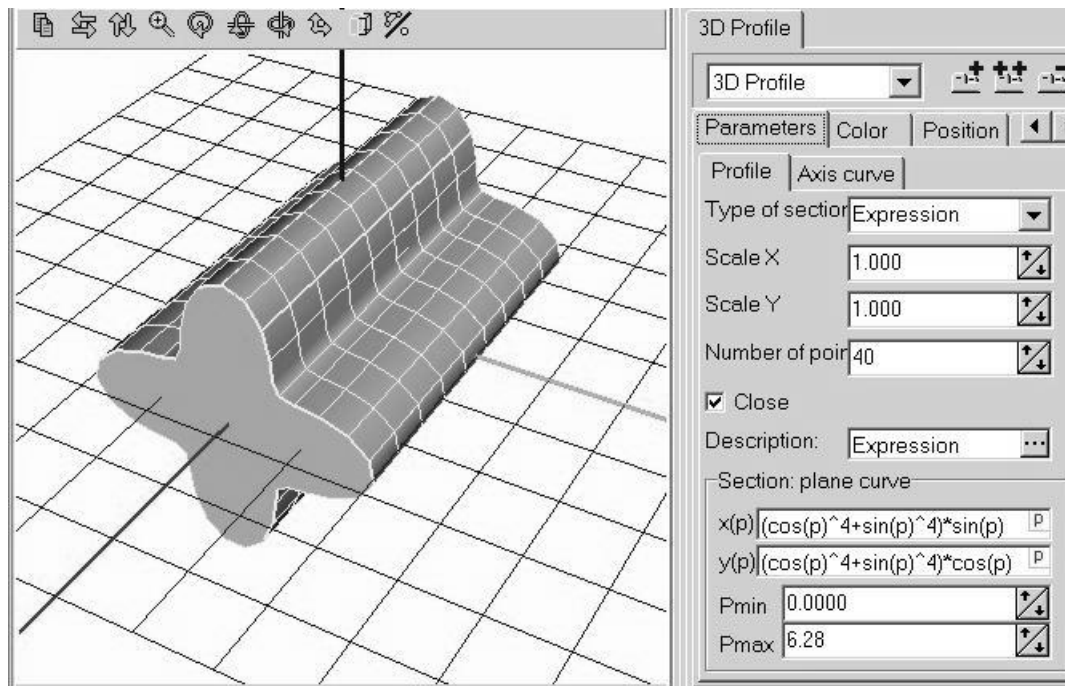 3D Profile
3D Profile
Parameters Color Position
Profile Axis curve
Type of section Expression
Scale X 1.000
Scale Y 1.000
Number of poir 40
Close
Description: Expression ...
Section: plane curve
x(p) (cos(p)^4+sin(p)^4)*sin(p) P
y(p) (cos(p)^4+sin(p)^4)*cos(p) P
Pmin 0.0000
Pmax 6.28